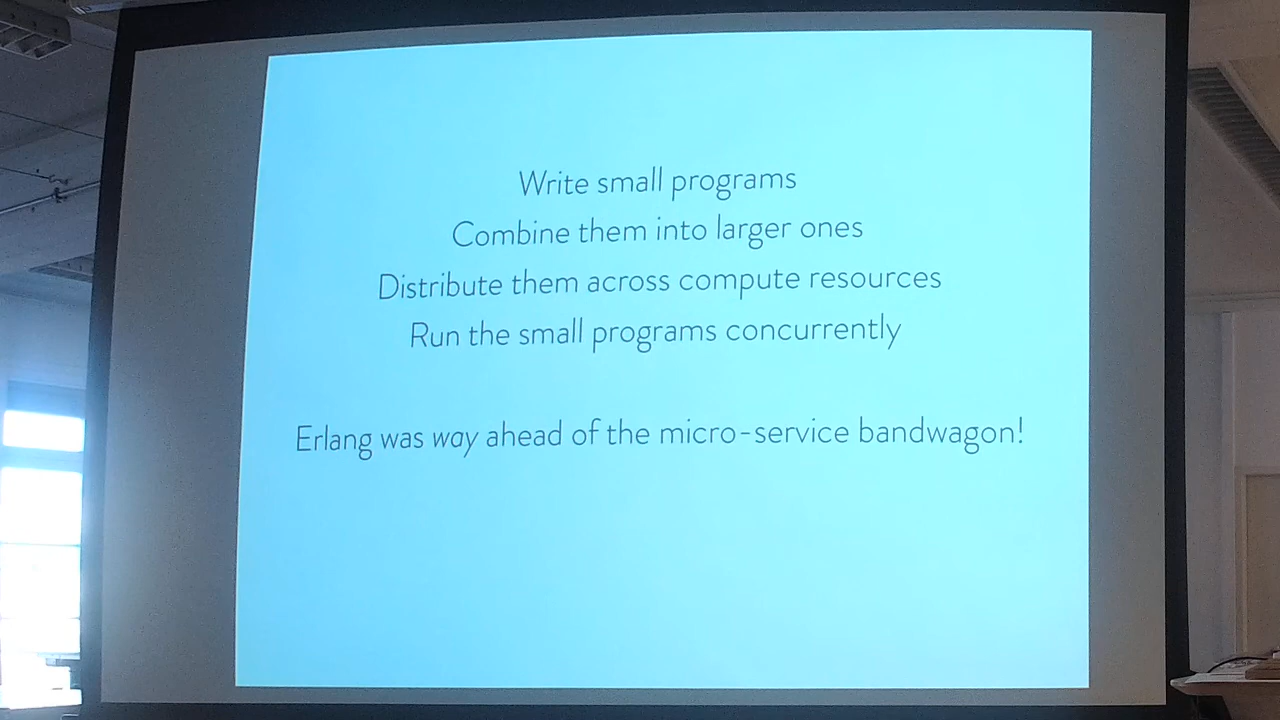 Write small programs
Combine them into larger ones
Distribute them across compute resources
Run the small programs concurrently
Erlang was way ahead of the micro-service bandwagon!